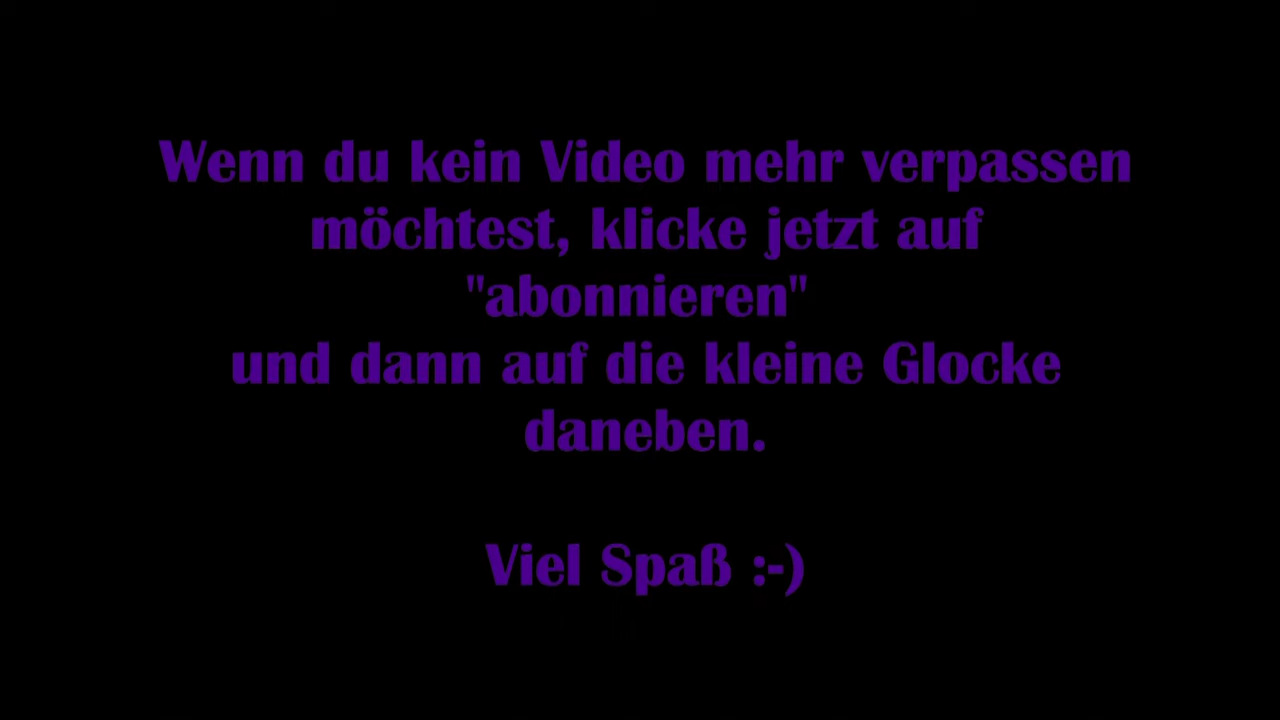 Wenn du kein Video mehr verpassen
möchtest, klicke jetzt auf
"abonnieren"
und dann auf die kleine Glocke
daneben.
Viel Spaß :-)